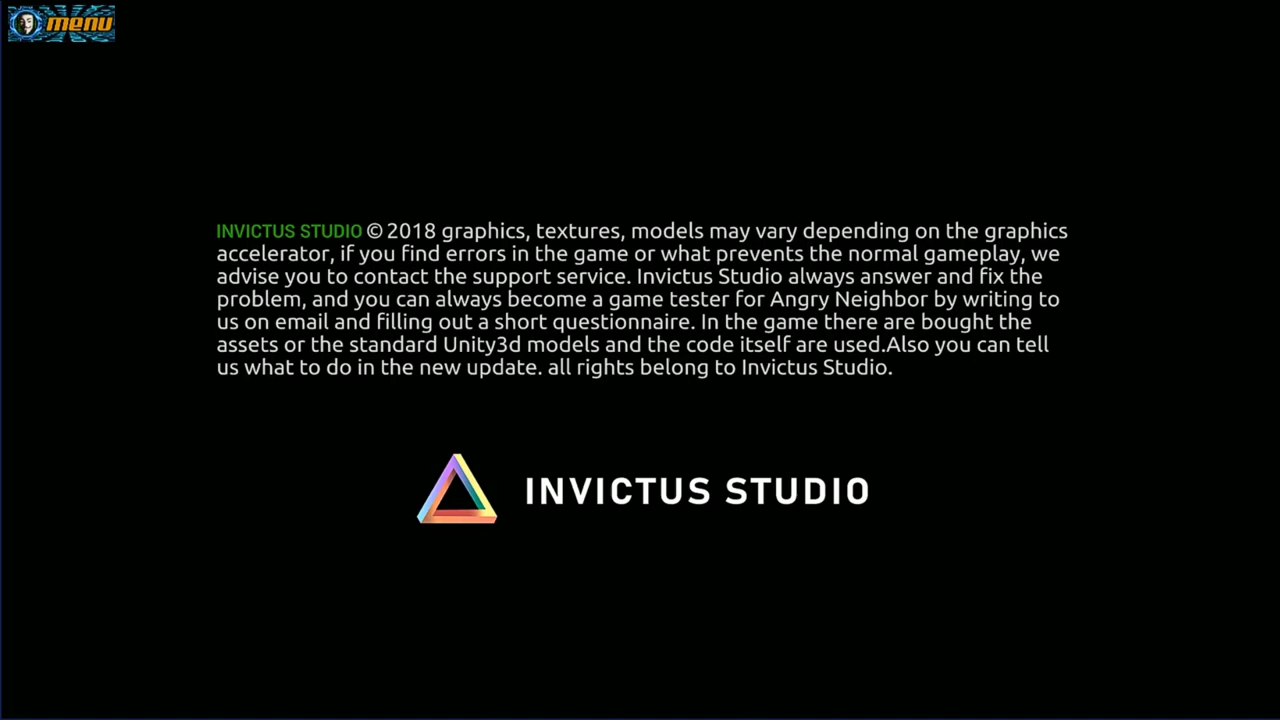 menu
INVICTUS STUDIO © 2018 graphics, textures, models may vary depending on the graphics
accelerator, if you find errors in the game or what prevents the normal gameplay, we
advise you to contact the support service. Invictus Studio always answer and fix the
problem, and you can always become a game tester for Angry Neighbor by writing to
us on email and filling out a short questionnaire. In the game there are bought the
assets or the standard Unity3d models and the code itself are used.Also you can tell
us what to do in the new update. all rights belong to Invictus Studio.
INVICTUS STUDIO